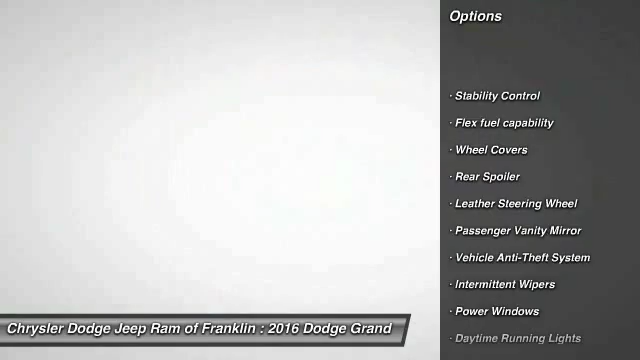 Options
· Stability Control
· Flex fuel capability
· Wheel Covers
· Rear Spoiler
· Leather Steering Wheel
· Passenger Vanity Mirror
· Vehicle Anti-Theft System
· Intermittent Wipers
· Power Windows
· Daytime Running Lights
Chrysler Dodge Jeep Ram of Franklin : 2016 Dodge Grand